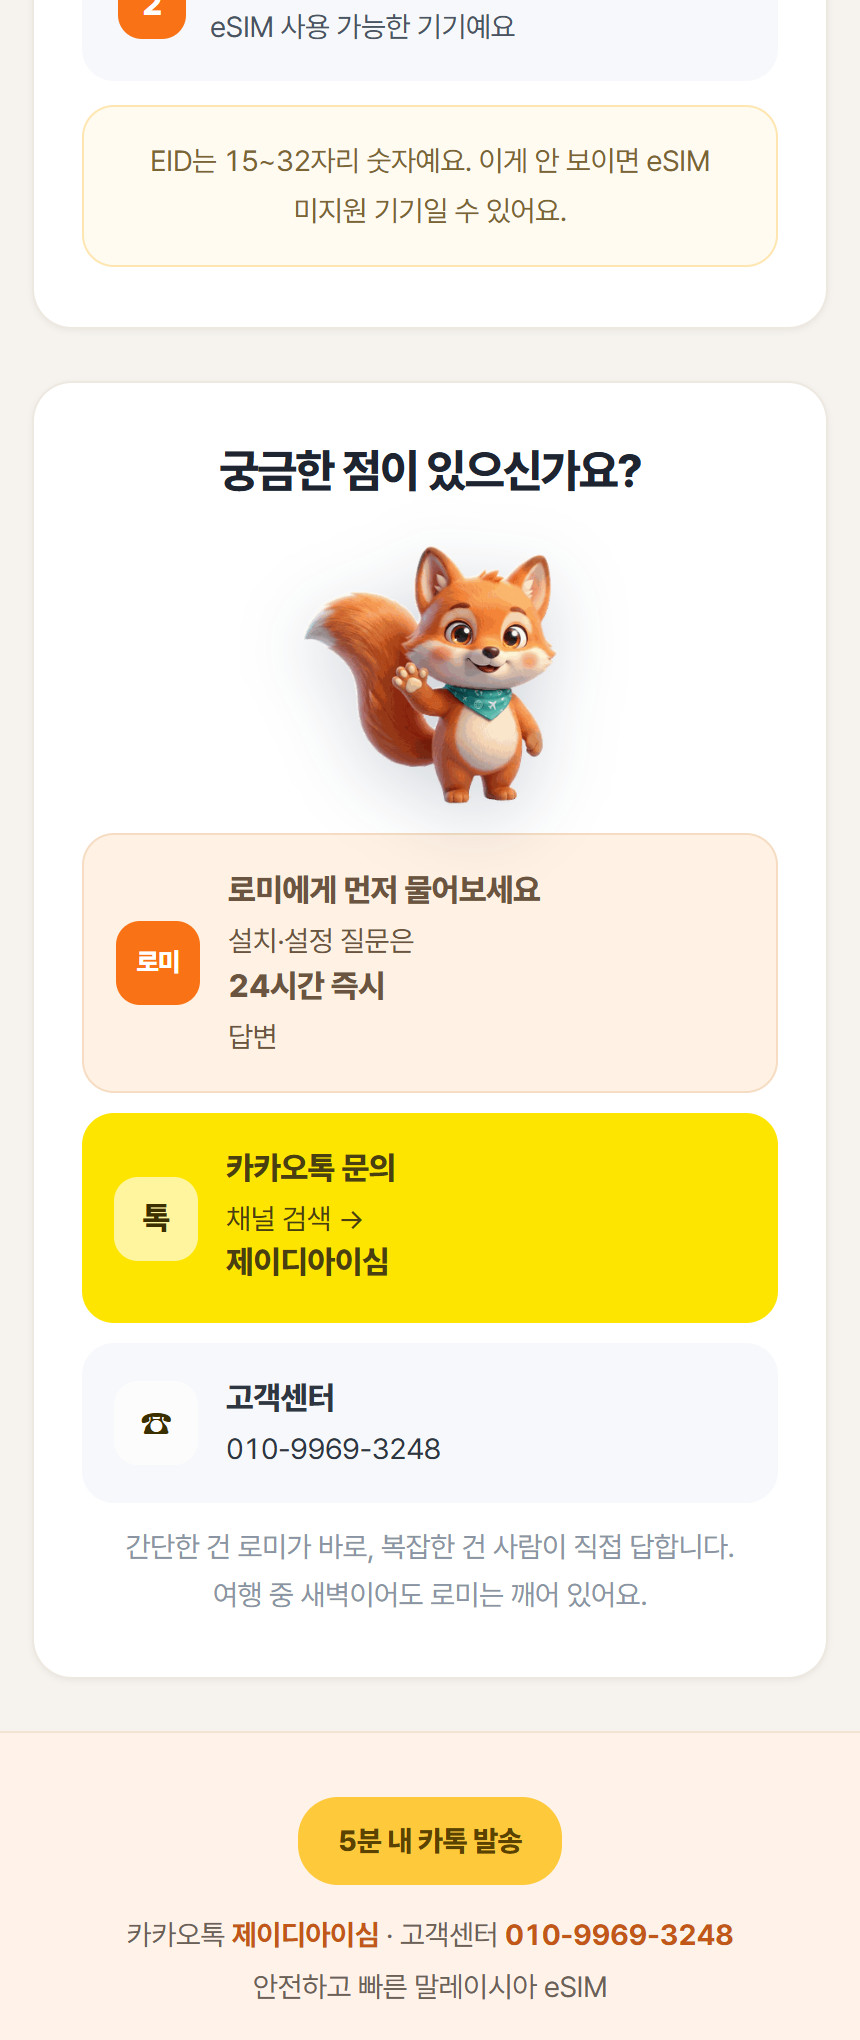 2
eSIM 사용 가능한 기기예요
EID는 15~32자리 숫자예요. 이게 안 보이면 eSIM
미지원 기기일 수 있어요.
궁금한 점이 있으신가요?
로미에게 먼저 물어보세요
설치·설정 질문은
로미
24시간 즉시
답변
카카오톡 문의
톡
채널 검색 →
제이디아이심
고객센터
010-9969-3248
간단한 건 로미가 바로, 복잡한 건 사람이 직접 답합니다.
여행 중 새벽이어도 로미는 깨어 있어요.
5분 내 카톡 발송
카카오톡 제이디아이심 · 고객센터 010-9969-3248
안전하고 빠른 말레이시아 eSIM